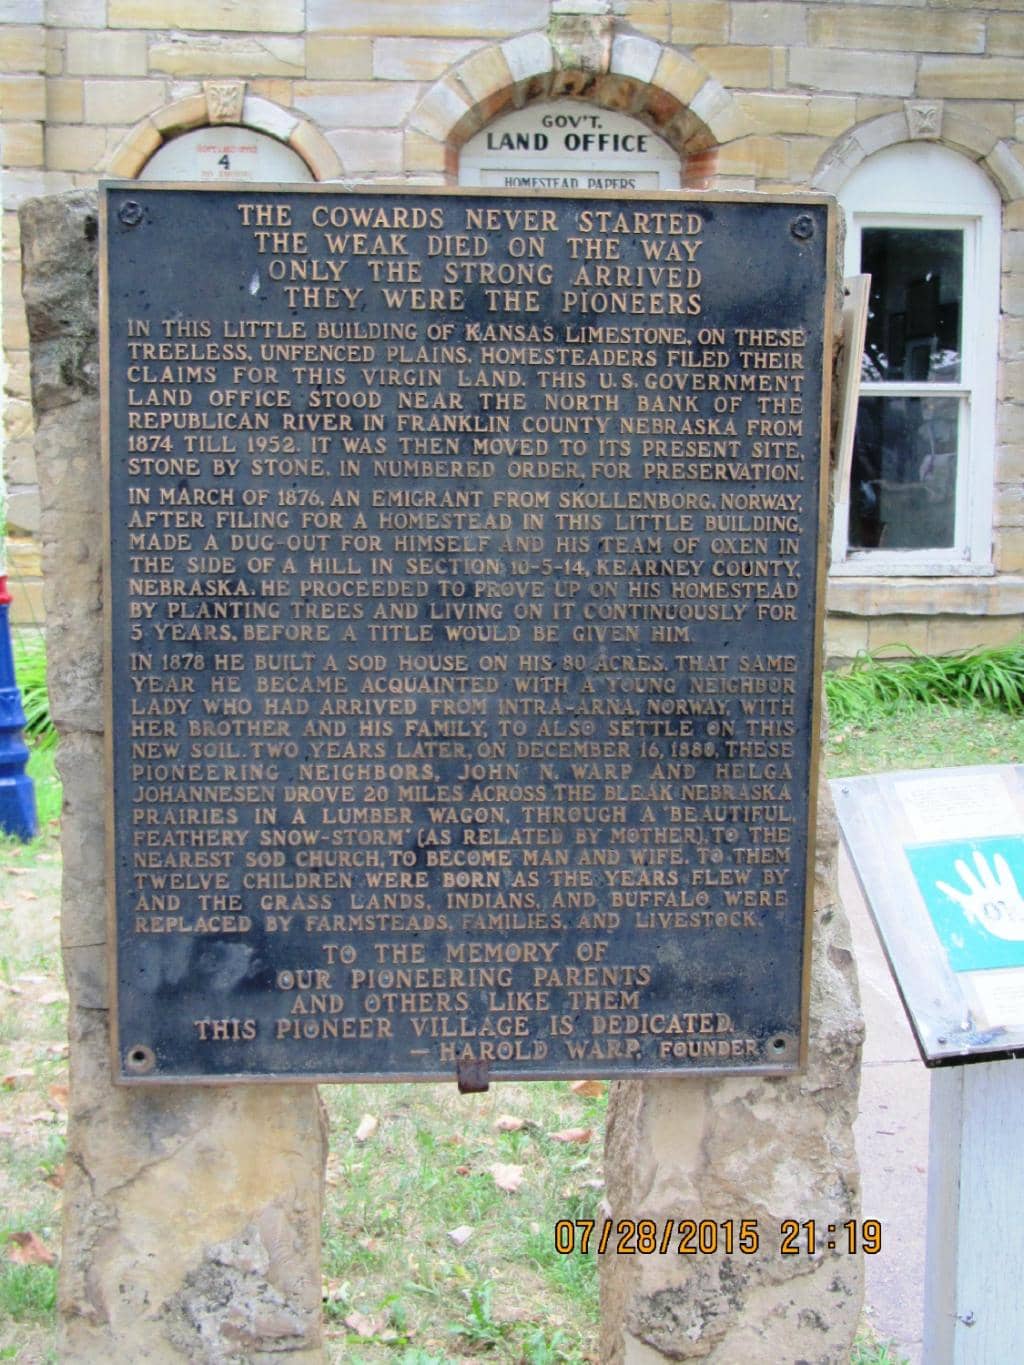 GOV'T.
LAND OFFICE
HOMESTEAD PAPERS
4
THE COWARDS NEVER STARTED
THE WEAK DIED ON THE WAY
ONLY THE STRONG ARRIVED
THEY WERE THE PIONEERS
IN THIS LITTLE BUILDING OF KANSAS LIMESTONE, ON THESE
TREELESS, UNFENCED PLAINS, HOMESTEADERS FILED THEIR
CLAIMS FOR THIS VIRGIN LAND. THIS U.S. GOVERNMENT
LAND OFFICE STOOD NEAR THE NORTH BANK OF THE
REPUBLICAN RIVER IN FRANKLIN COUNTY NEBRASKA FROM
1874 TILL 1952. IT WAS THEN MOVED TO ITS PRESENT SITE,
STONE BY STONE, IN NUMBERED ORDER, FOR PRESERVATION.
IN MARCH OF 1876, AN EMIGRANT FROM SKOLLENBORG, NORWAY,
AFTER FILING FOR A HOMESTEAD IN THIS LITTLE BUILDING,
MADE A DUG-OUT FOR HIMSELF AND HIS TEAM OF OXEN IN
THE SIDE OF A HILL IN SECTION 10-5-14, KEARNEY COUNTY,
NEBRASKA. HE PROCEEDED TO PROVE UP ON HIS HOMESTEAD
BY PLANTING TREES AND LIVING ON IT CONTINUOUSLY FOR
5 YEARS, BEFORE A TITLE WOULD BE GIVEN HIM.
IN 1878 HE BUILT A SOD HOUSE ON HIS 80 ACRES. THAT SAME
YEAR HE BECAME ACQUAINTED WITH A YOUNG NEIGHBOR
LADY WHO HAD ARRIVED FROM INTRA-ARNA, NORWAY, WITH
HER BROTHER AND HIS FAMILY, TO ALSO SETTLE ON THIS
NEW SOIL. TWO YEARS LATER, ON DECEMBER 16, 1880, THESE
PIONEERING NEIGHBORS, JOHN N. WARP AND HELGA
JOHANNESEN DROVE 20 MILES ACROSS THE BLEAK NEBRASKA
PRAIRIES IN A LUMBER WAGON, THROUGH A "BEAUTIFUL,
FEATHERY SNOW-STORM" (AS RELATED BY MOTHER), TO THE
NEAREST SOD CHURCH, TO BECOME MAN AND WIFE. TO THEM
TWELVE CHILDREN WERE BORN AS THE YEARS FLEW BY
AND THE GRASS LANDS, INDIANS, AND BUFFALO WERE
REPLACED BY FARMSTEADS, FAMILIES, AND LIVESTOCK.
TO THE MEMORY OF
OUR PIONEERING PARENTS
AND OTHERS LIKE THEM
THIS PIONEER VILLAGE IS DEDICATED.
— HAROLD WARP, FOUNDER
07/28/2015 21:19